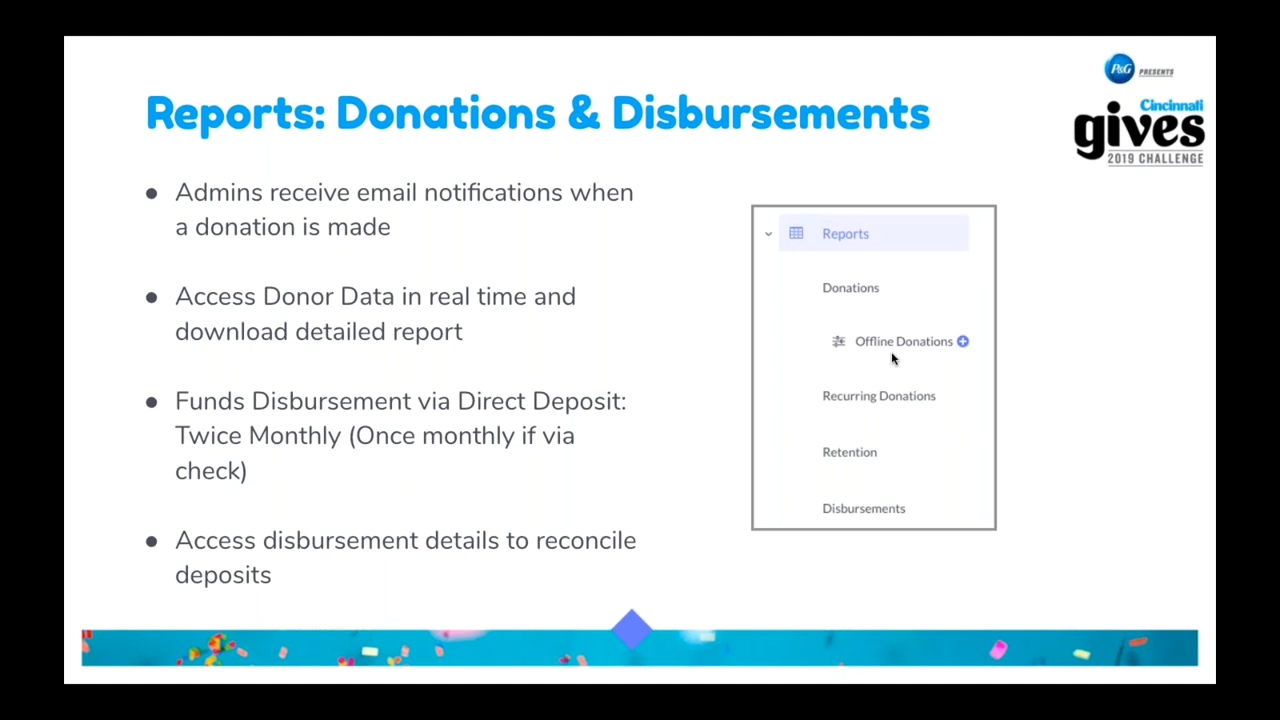 P&G PRESENTS
Cincinnati
gives
2019 CHALLENGE
Reports: Donations & Disbursements
● Admins receive email notifications when
a donation is made
● Access Donor Data in real time and
download detailed report
● Funds Disbursement via Direct Deposit:
Twice Monthly (Once monthly if via
check)
● Access disbursement details to reconcile
deposits
Reports
Donations
Offline Donations
Recurring Donations
Retention
Disbursements